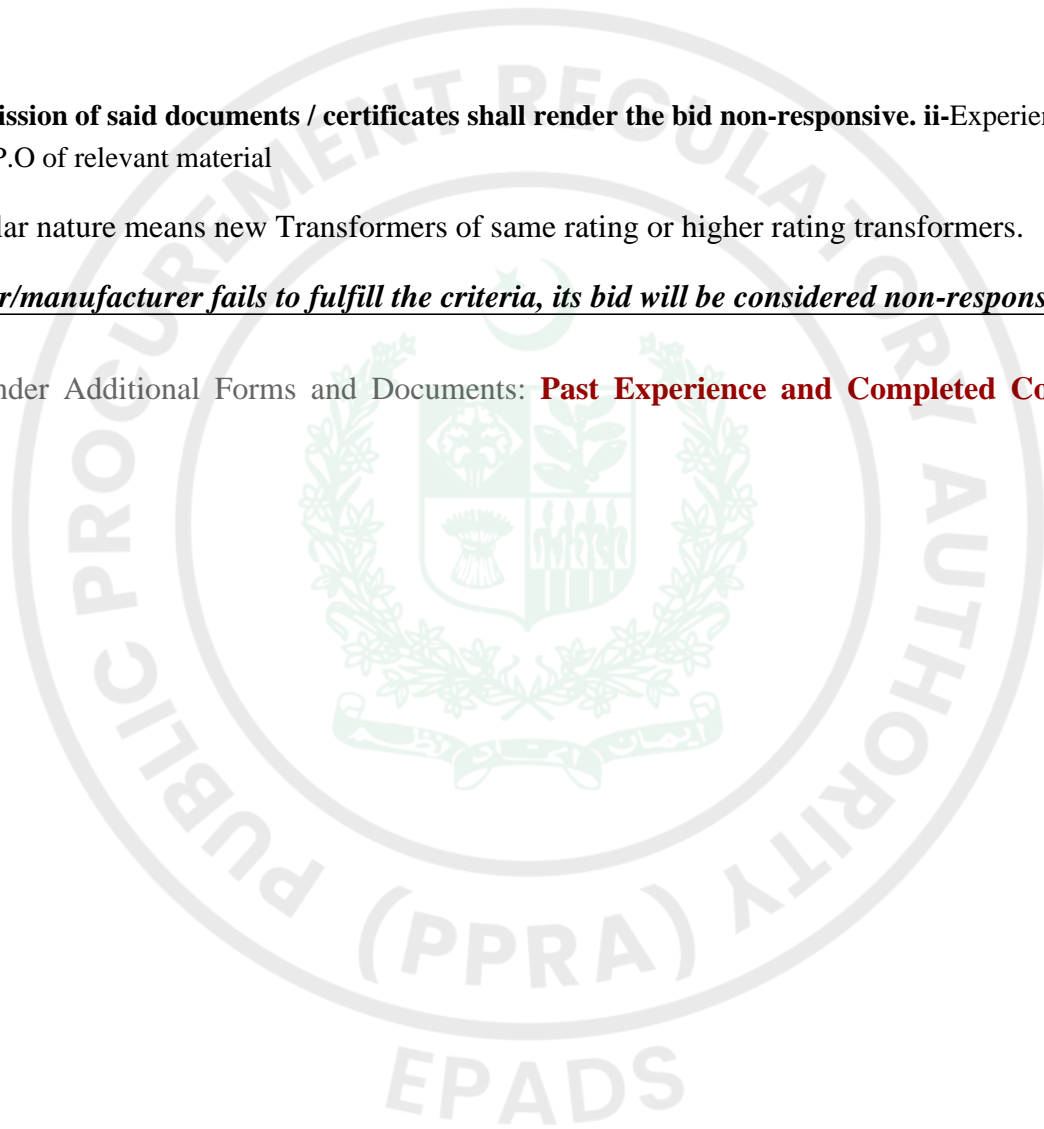 ission of said documents / certificates shall render the bid non-responsive. ii-Experien
P.O of relevant material
lar nature means new Transformers of same rating or higher rating transformers.
r/manufacturer fails to fulfill the criteria, its bid will be considered non-respons
nder Additional Forms and Documents: Past Experience and Completed Co
PUBLIC PROCUREMENT REGULATORY AUTHORITY
(PPRA)
EPADS